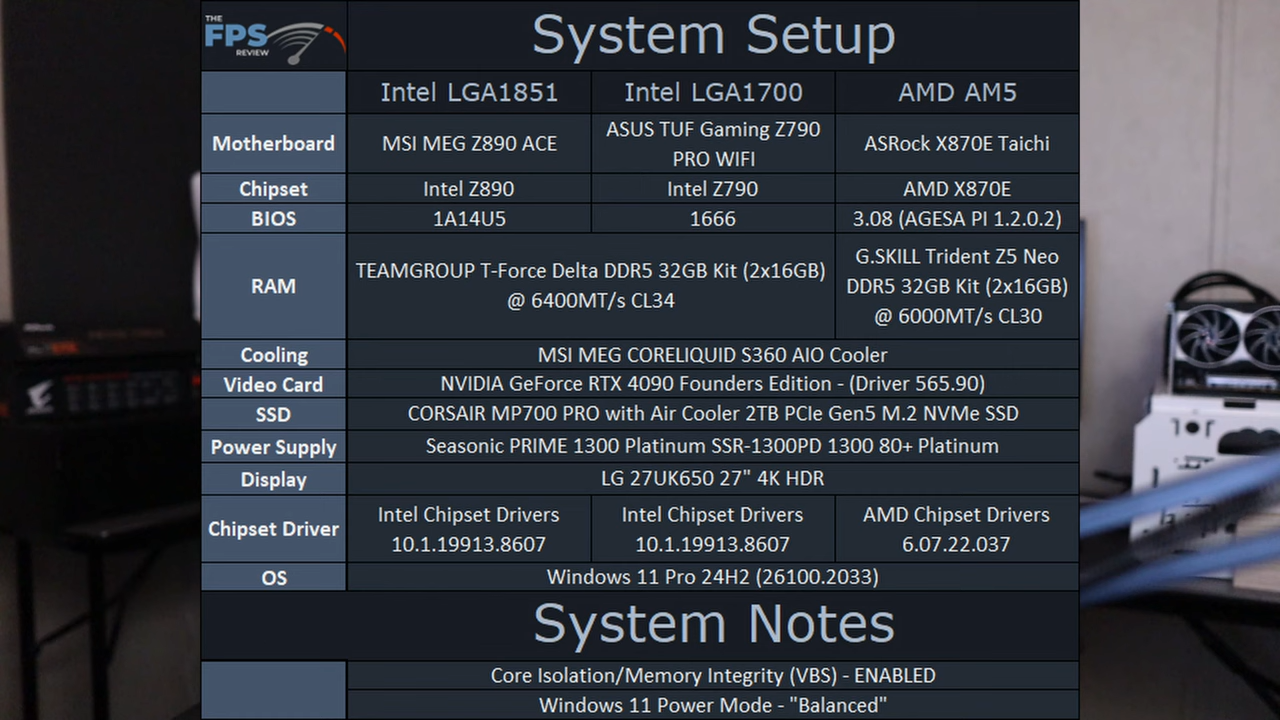 THE
FPS
REVIEW
System Setup
Intel LGA1851
Intel LGA1700
AMD AM5
Motherboard
MSI MEG Z890 ACE
ASUS TUF Gaming Z790
PRO WIFI
ASRock X870E Taichi
Chipset
Intel Z890
Intel Z790
AMD X870E
BIOS
1A14U5
1666
3.08 (AGESA PI 1.2.0.2)
RAM
TEAMGROUP T-Force Delta DDR5 32GB Kit (2x16GB)
@ 6400MT/s CL34
G.SKILL Trident Z5 Neo
DDR5 32GB Kit (2x16GB)
@ 6000MT/s CL30
Cooling
MSI MEG CORELIQUID S360 AIO Cooler
Video Card
NVIDIA GeForce RTX 4090 Founders Edition - (Driver 565.90)
SSD
CORSAIR MP700 PRO with Air Cooler 2TB PCIe Gen5 M.2 NVMe SSD
Power Supply
Seasonic PRIME 1300 Platinum SSR-1300PD 1300 80+ Platinum
Display
LG 27UK650 27" 4K HDR
Chipset Driver
Intel Chipset Drivers
10.1.19913.8607
Intel Chipset Drivers
10.1.19913.8607
AMD Chipset Drivers
6.07.22.037
OS
Windows 11 Pro 24H2 (26100.2033)
System Notes
Core Isolation/Memory Integrity (VBS) - ENABLED
Windows 11 Power Mode - "Balanced"